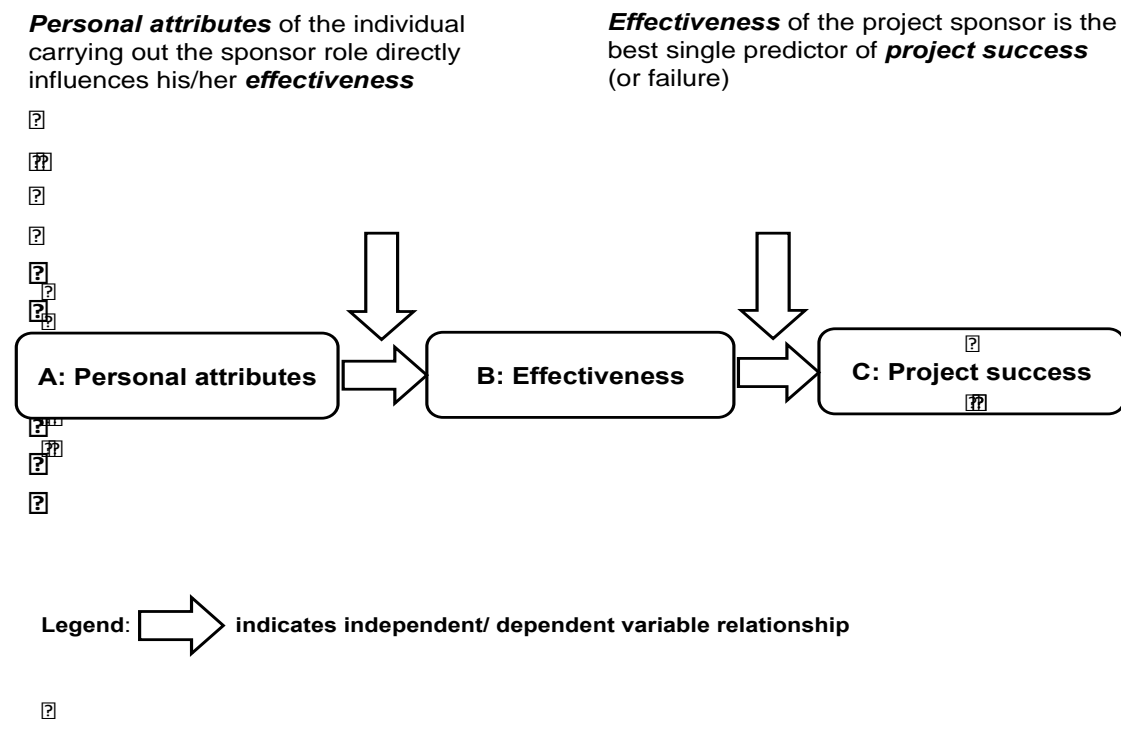 Personal attributes of the individual
carrying out the sponsor role directly
influences his/her effectiveness
Effectiveness of the project sponsor is the
best single predictor of project success
(or failure)
A: Personal attributes
B: Effectiveness
C: Project success
Legend:
indicates independent/ dependent variable relationship